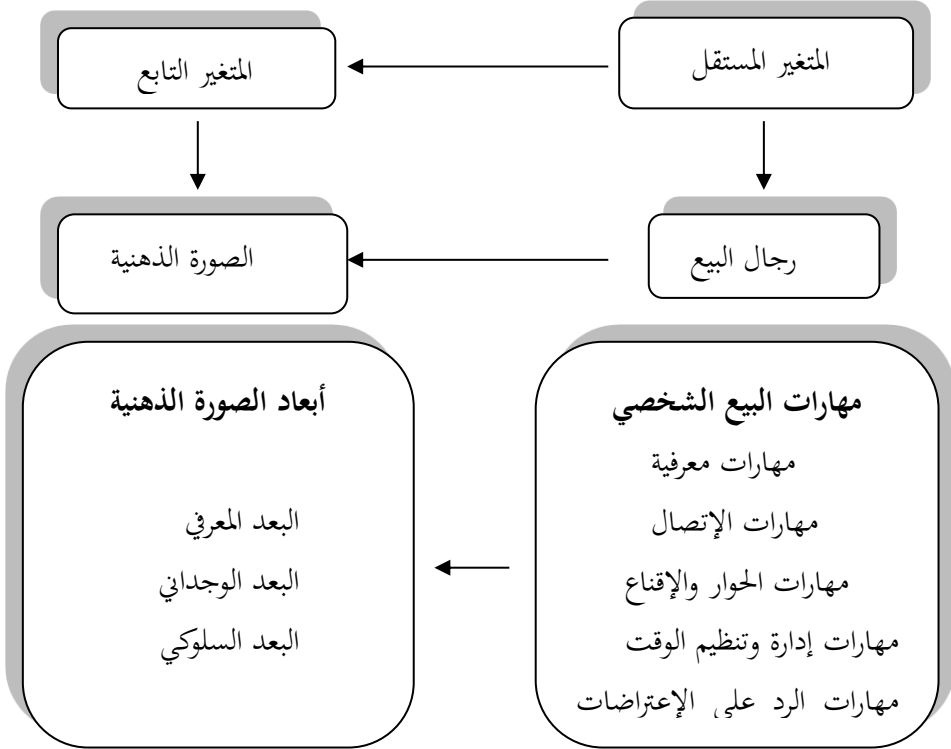 المتغير المستقل
المتغير التابع
رجال البيع
الصورة الذهنية
مهارات البيع الشخصي
مهارات معرفية
مهارات الإتصال
مهارات الحوار والإقناع
مهارات إدارة وتنظيم الوقت
مهارات الرد على الإعتراضات
أبعاد الصورة الذهنية
البعد المعرفي
البعد الوجداني
البعد السلوكي